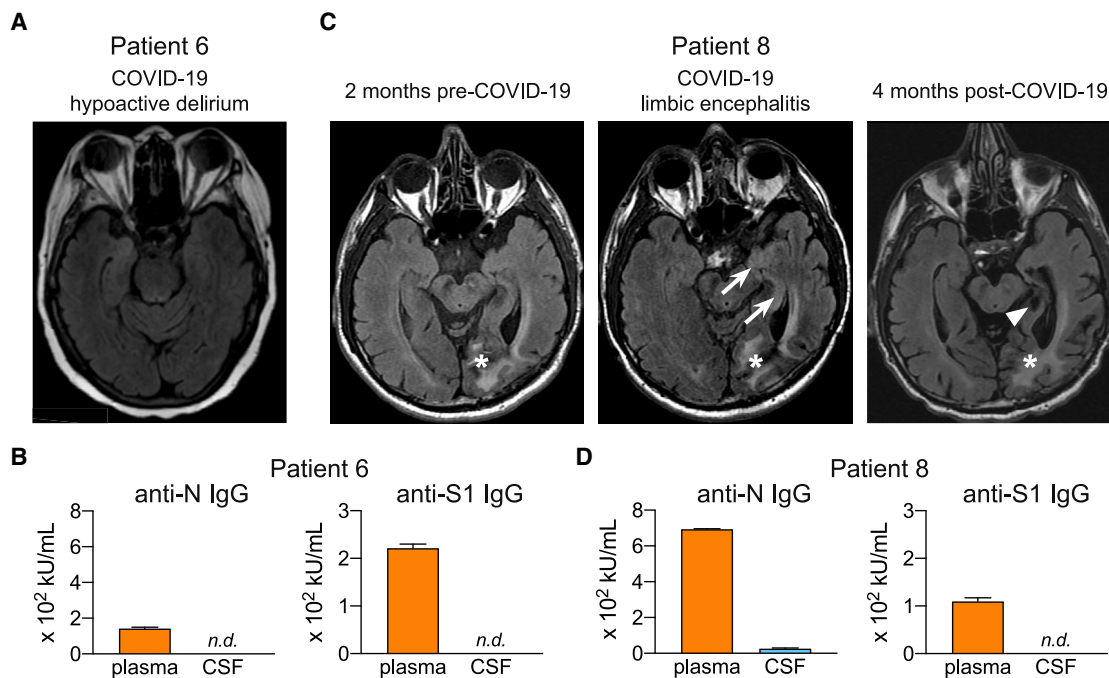 A
Patient 6
COVID-19
hypoactive delirium
C
Patient 8
2 months pre-COVID-19
COVID-19
limbic encephalitis
4 months post-COVID-19
*
*
*
B
Patient 6
anti-N IgG
x 10² kU/mL
8
6
4
2
0
n.d.
plasma CSF
anti-S1 IgG
x 10² kU/mL
3
2
1
0
n.d.
plasma CSF
D
Patient 8
anti-N IgG
x 10² kU/mL
8
6
4
2
0
plasma CSF
anti-S1 IgG
x 10² kU/mL
3
2
1
0
n.d.
plasma CSF